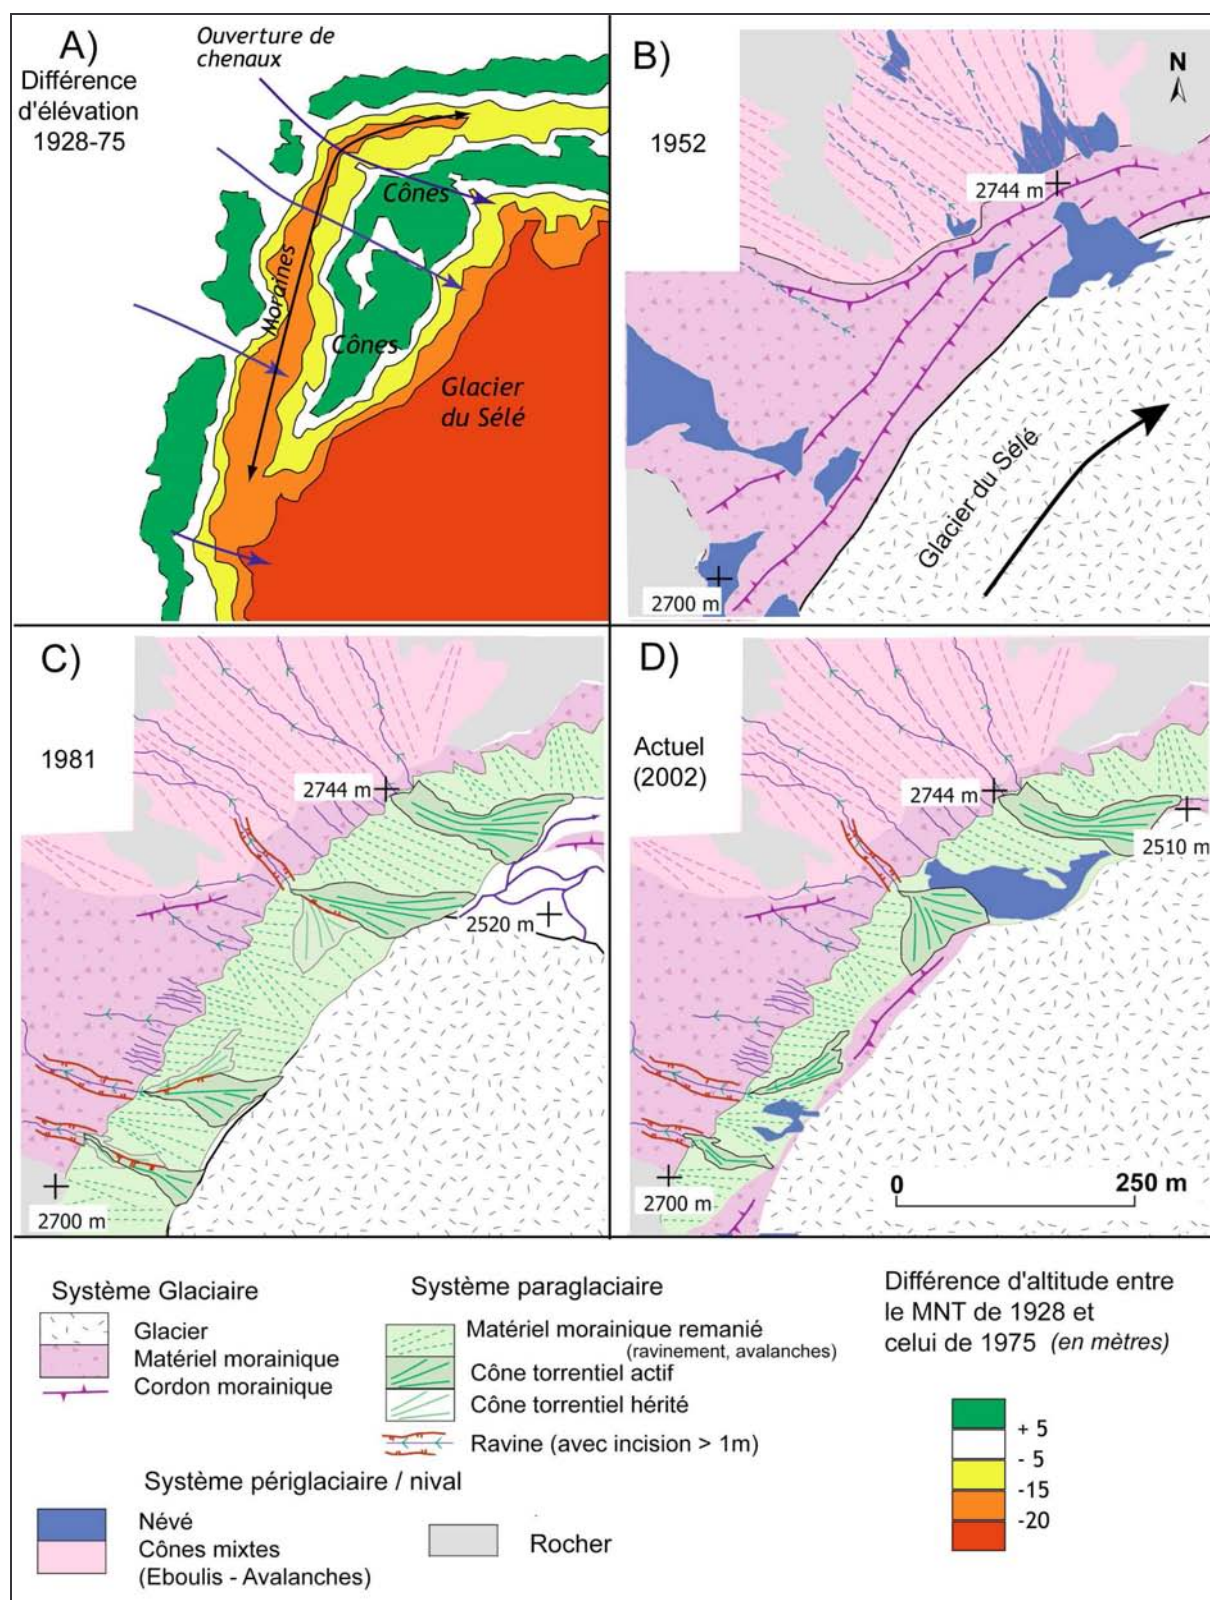 A)
Différence
d'élévation
1928-75
Ouverture de
chenaux
Cônes
Moraines
Cônes
Glacier
du Sélé
B)
1952
N
2744 m
Glacier du Sélé
2700 m
C)
1981
2744 m
2520 m
2700 m
D)
Actuel
(2002)
2744 m
2510 m
2700 m
0 250 m
Système Glaciaire
Glacier
Matériel morainique
Cordon morainique
Système paraglaciaire
Matériel morainique remanié
(ravinement, avalanches)
Cône torrentiel actif
Cône torrentiel hérité
Ravine (avec incision > 1m)
Système périglaciaire / nival
Névé
Cônes mixtes
(Eboulis - Avalanches)
Rocher
Différence d'altitude entre
le MNT de 1928 et
celui de 1975 (en mètres)
+ 5
- 5
-15
-20